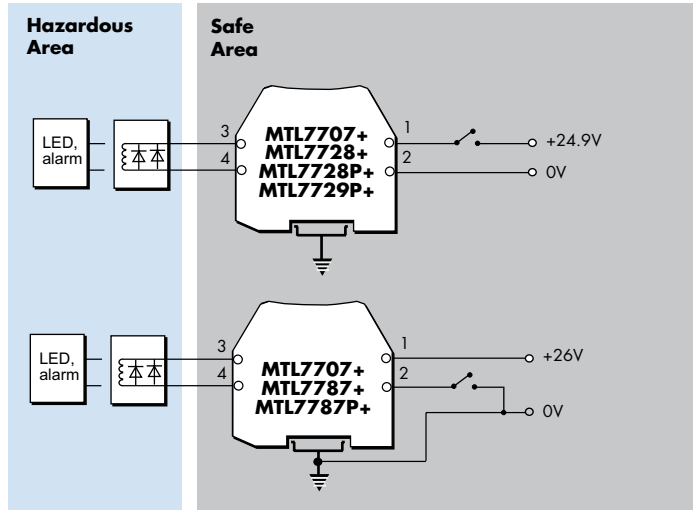 Hazardous
Area
Safe
Area
LED,
alarm
3
4
MTL7707+
MTL7728+
MTL7728P+
MTL7729P+
1
2
+24.9V
0V
LED,
alarm
3
4
MTL7707+
MTL7787+
MTL7787P+
1
2
+26V
0V